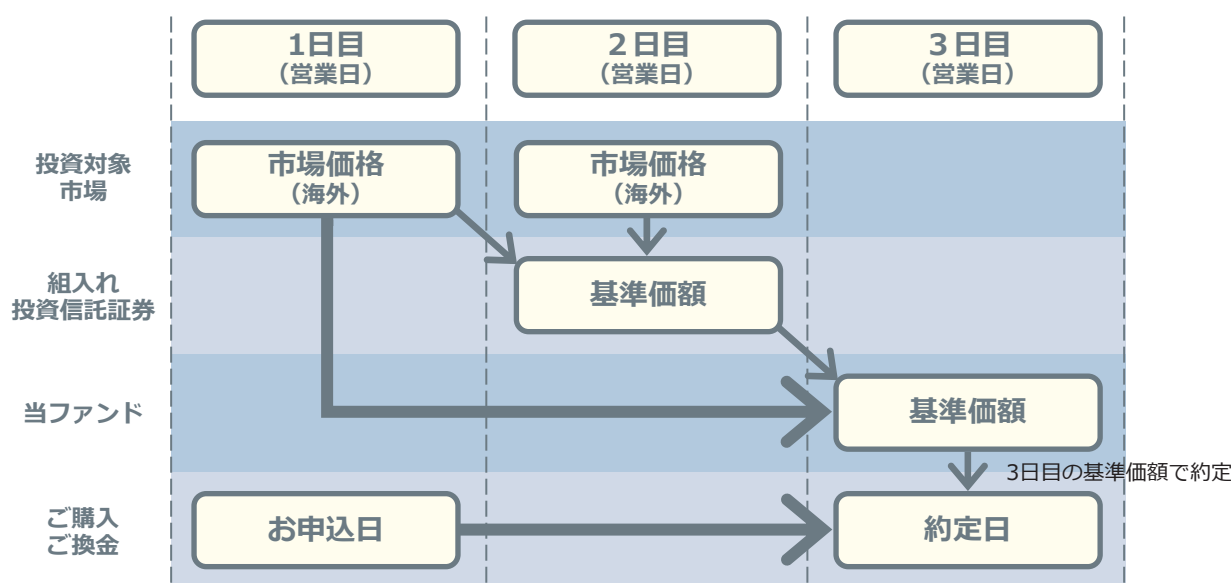 1日目
（営業日）
２日目
（営業日）
３日目
（営業日）
投資対象
市場
市場価格
（海外）
市場価格
（海外）
組入れ
投資信託証券
基準価額
当ファンド
基準価額
3日目の基準価額で約定
ご購入
ご換金
お申込日
約定日